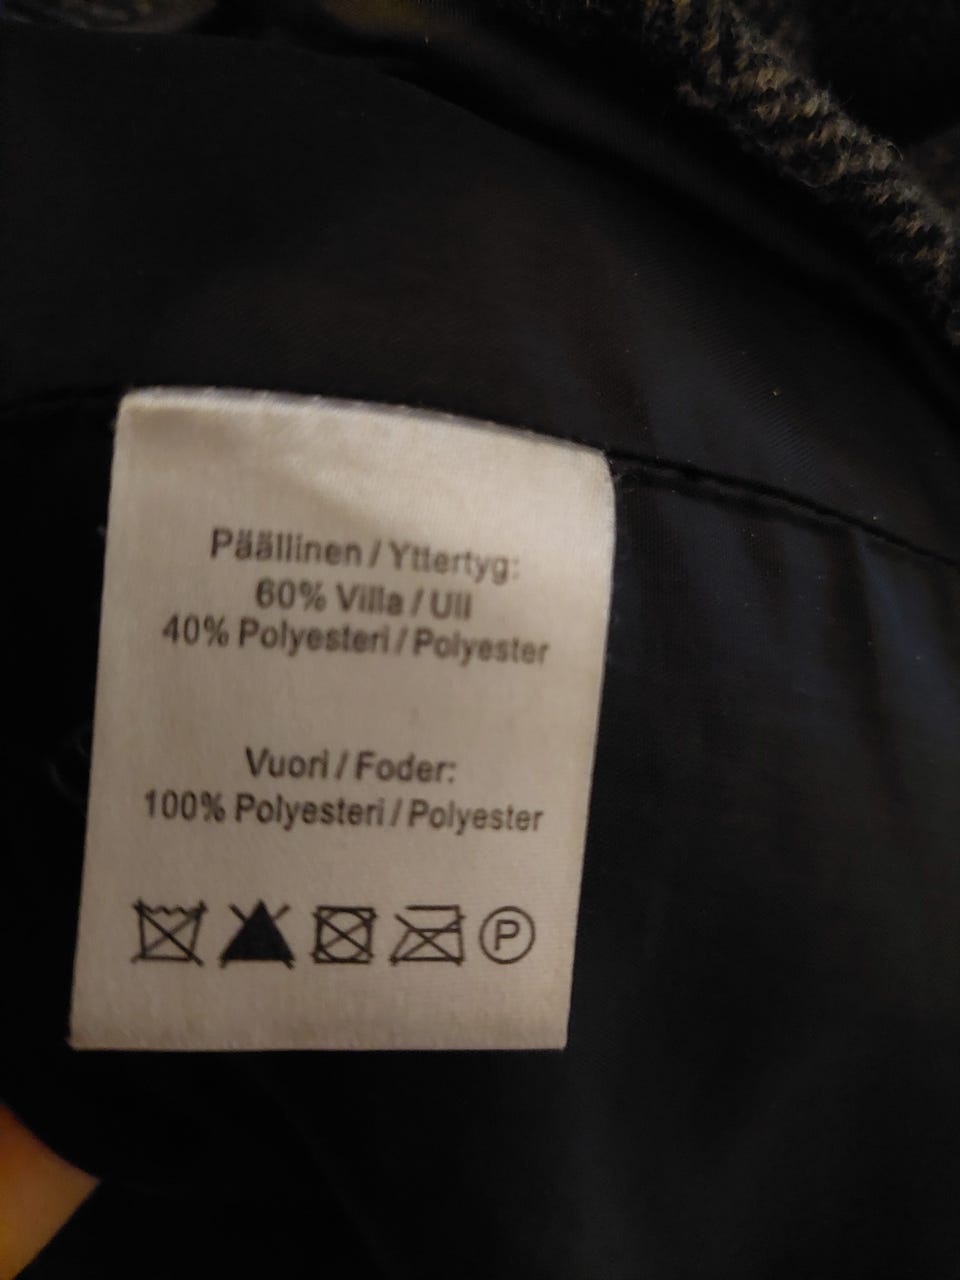 Päällinen / Yttertyg:
60% Villa / Ull
40% Polyesteri / Polyester
Vuori / Foder:
100% Polyesteri / Polyester
P